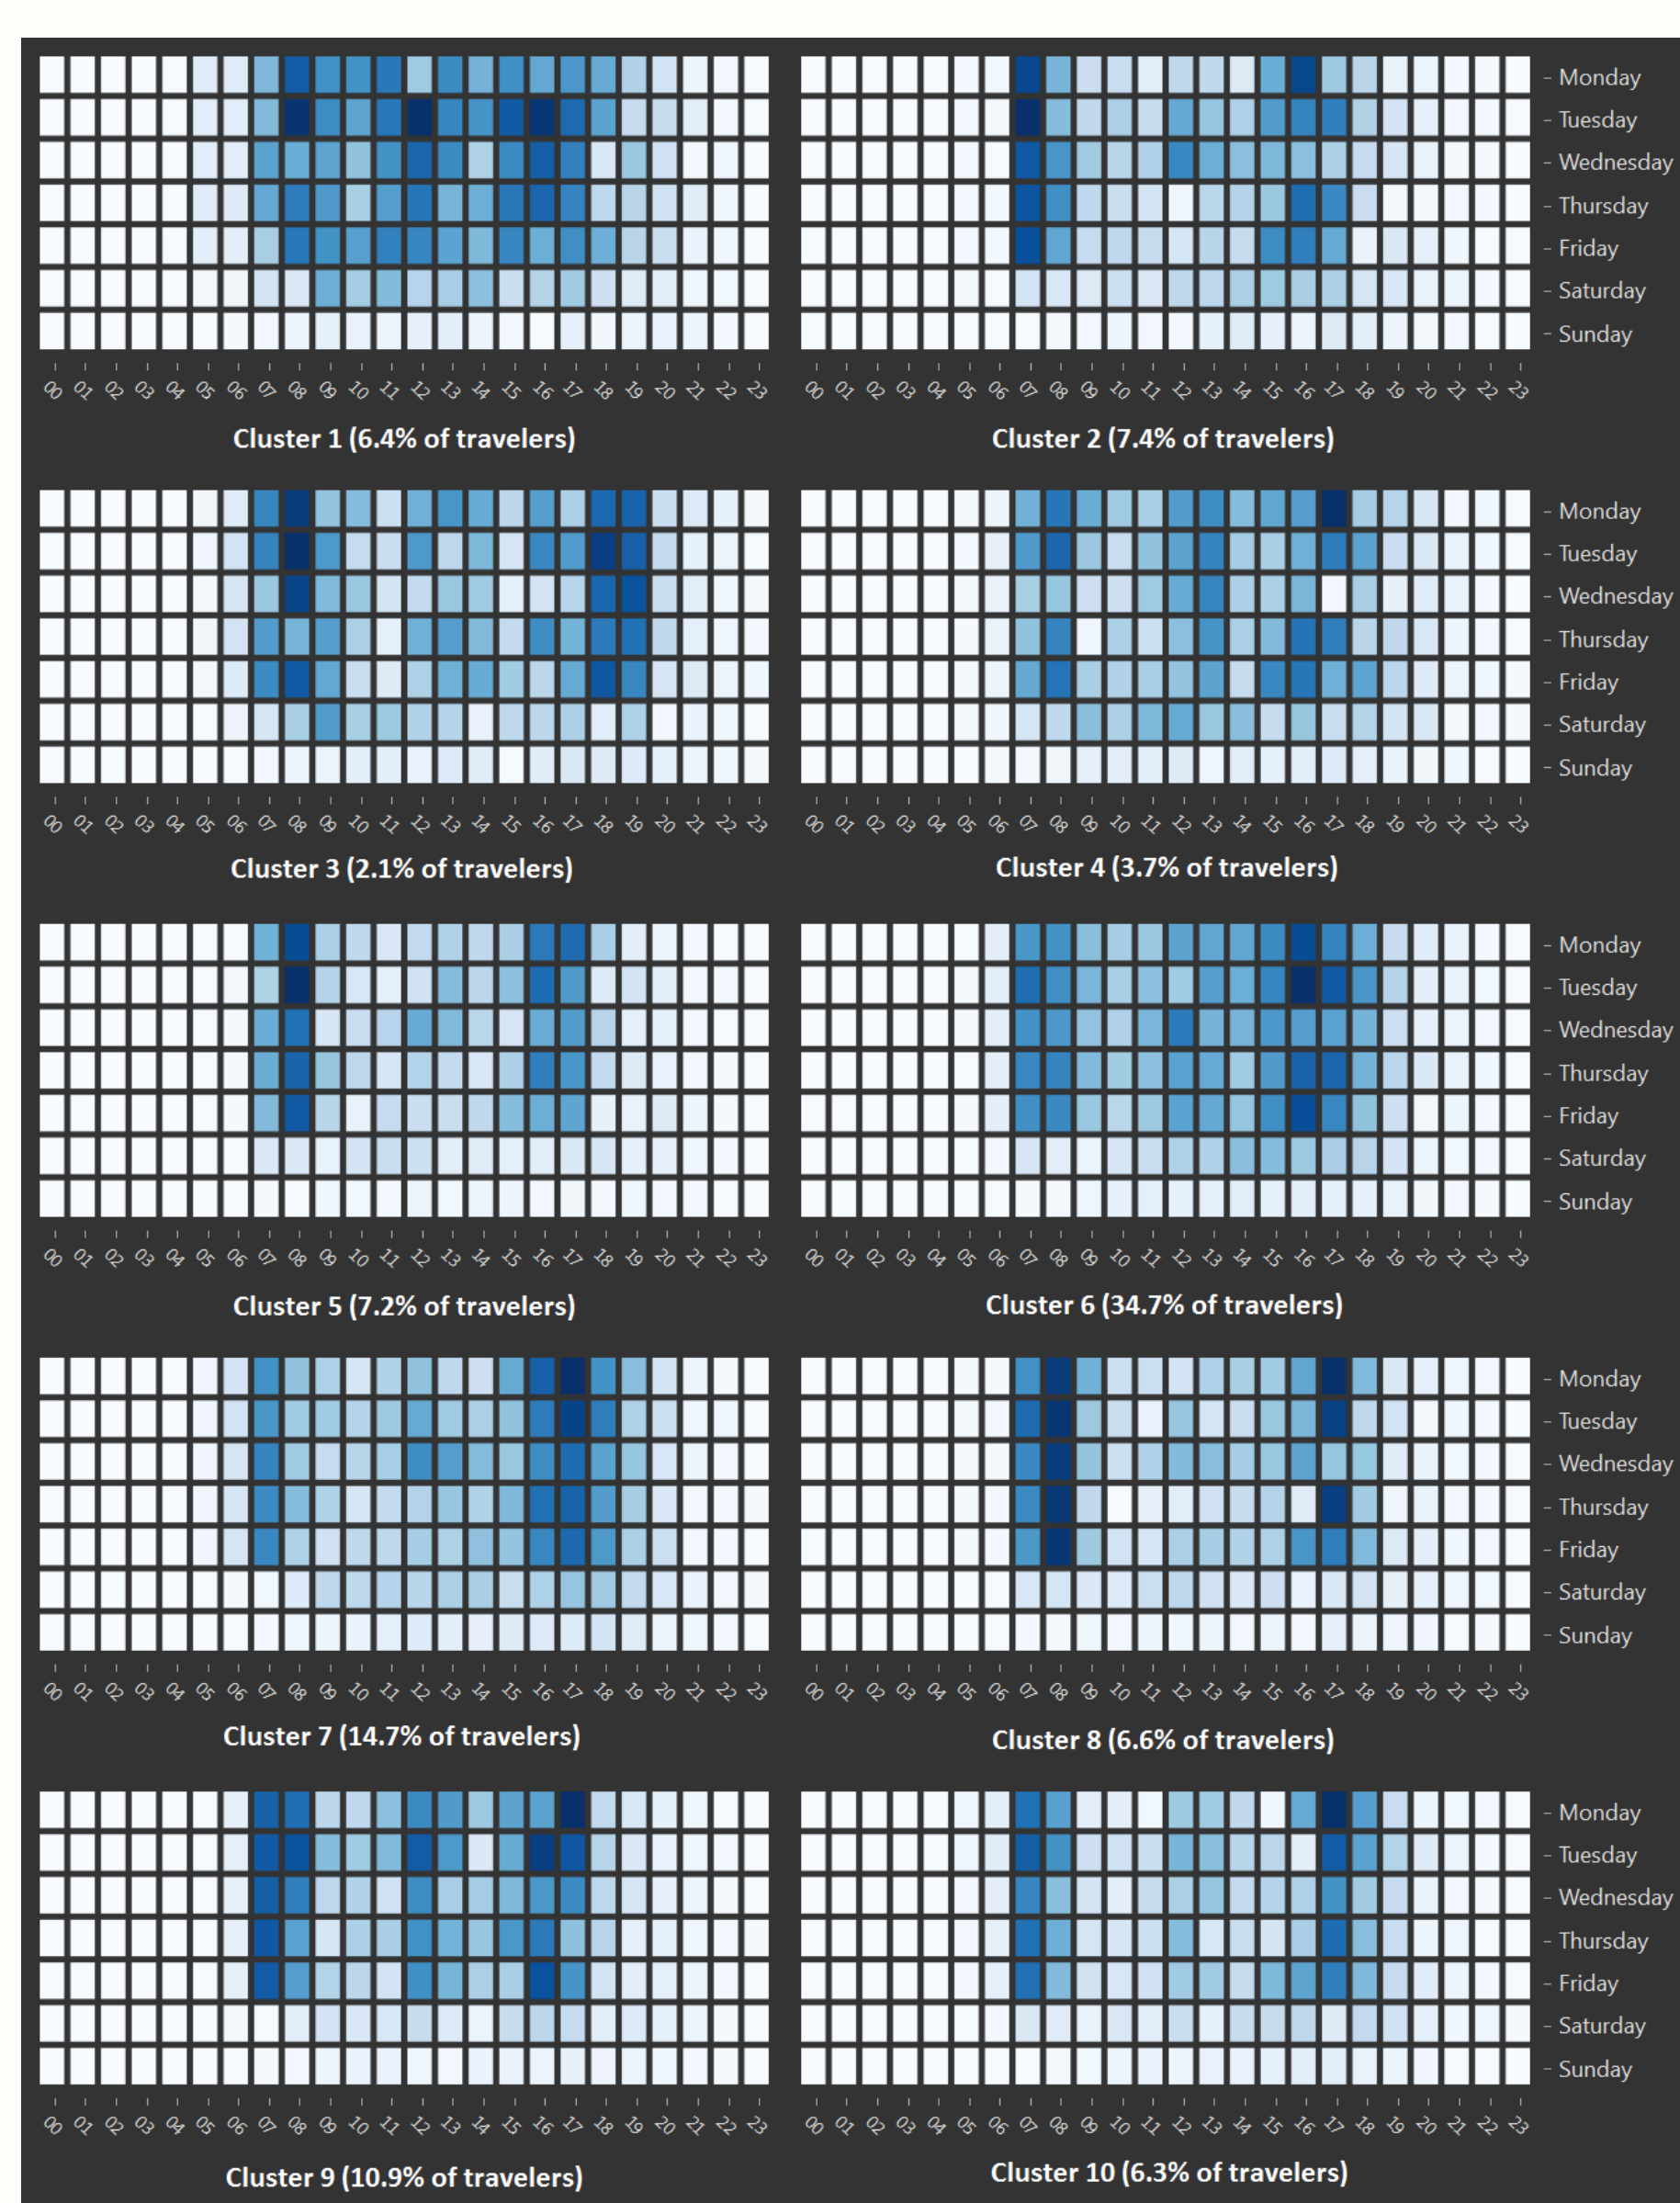 Monday
Tuesday
Wednesday
Thursday
Friday
Saturday
Sunday
00 01 02 03 04 05 06 07 08 09 10 11 12 13 14 15 16 17 18 19 20 21 22 23 00 01 02 03 04 05 06 07 08 09 10 11 12 13 14 15 16 17 18 19 20 21 22 23
Cluster 1 (6.4% of travelers) Cluster 2 (7.4% of travelers)
Monday
Tuesday
Wednesday
Thursday
Friday
Saturday
Sunday
00 01 02 03 04 05 06 07 08 09 10 11 12 13 14 15 16 17 18 19 20 21 22 23 00 01 02 03 04 05 06 07 08 09 10 11 12 13 14 15 16 17 18 19 20 21 22 23
Cluster 3 (2.1% of travelers) Cluster 4 (3.7% of travelers)
Monday
Tuesday
Wednesday
Thursday
Friday
Saturday
Sunday
00 01 02 03 04 05 06 07 08 09 10 11 12 13 14 15 16 17 18 19 20 21 22 23 00 01 02 03 04 05 06 07 08 09 10 11 12 13 14 15 16 17 18 19 20 21 22 23
Cluster 5 (7.2% of travelers) Cluster 6 (34.7% of travelers)
Monday
Tuesday
Wednesday
Thursday
Friday
Saturday
Sunday
00 01 02 03 04 05 06 07 08 09 10 11 12 13 14 15 16 17 18 19 20 21 22 23 00 01 02 03 04 05 06 07 08 09 10 11 12 13 14 15 16 17 18 19 20 21 22 23
Cluster 7 (14.7% of travelers) Cluster 8 (6.6% of travelers)
Monday
Tuesday
Wednesday
Thursday
Friday
Saturday
Sunday
00 01 02 03 04 05 06 07 08 09 10 11 12 13 14 15 16 17 18 19 20 21 22 23 00 01 02 03 04 05 06 07 08 09 10 11 12 13 14 15 16 17 18 19 20 21 22 23
Cluster 9 (10.9% of travelers) Cluster 10 (6.3% of travelers)